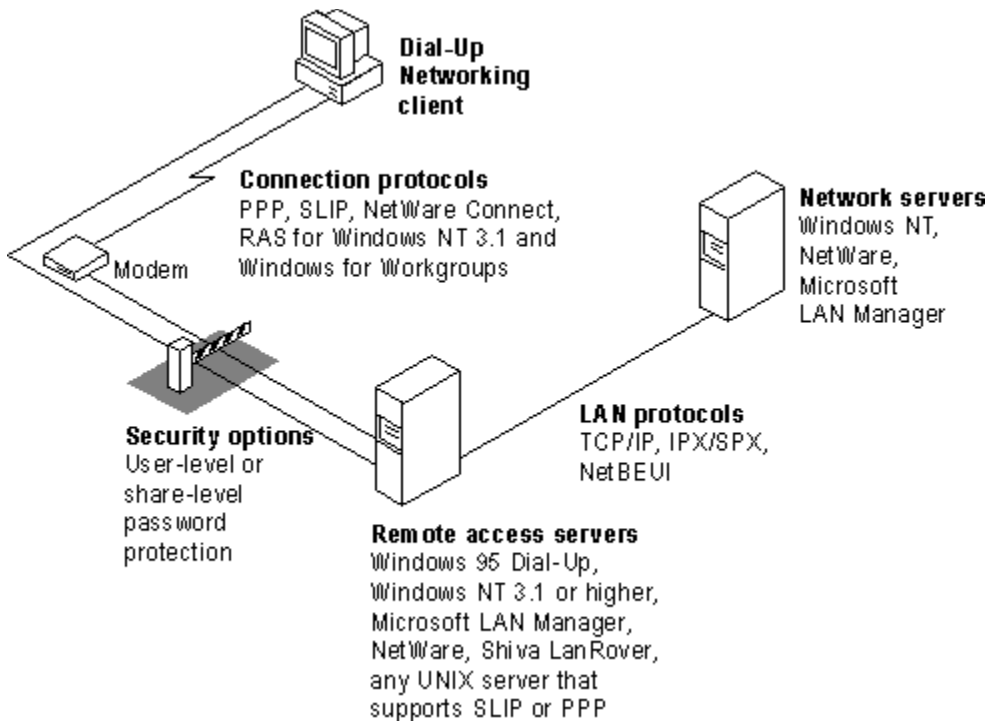 Dial-Up
Networking
client
Connection protocols
PPP, SLIP, NetWare Connect,
RAS for Windows NT 3.1 and
Windows for Workgroups
Network servers
Windows NT,
NetWare,
Microsoft
LAN Manager
Modem
Security options
User-level or
share-level
password
protection
LAN protocols
TCP/IP, IPX/SPX,
NetBEUI
Remote access servers
Windows 95 Dial-Up,
Windows NT 3.1 or higher,
Microsoft LAN Manager,
NetWare, Shiva LanRover,
any UNIX server that
supports SLIP or PPP